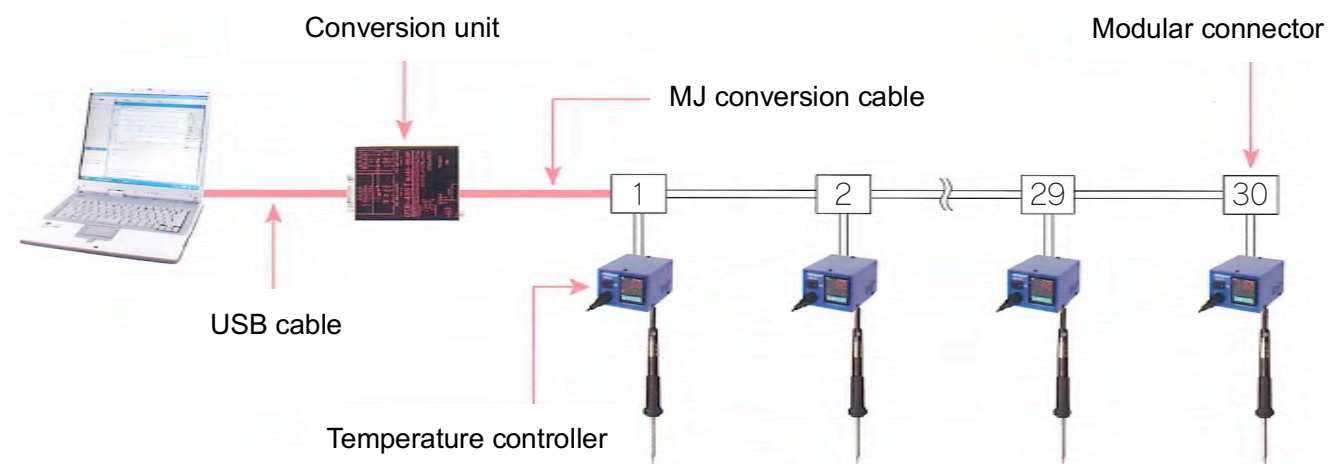 Conversion unit
Modular connector
MJ conversion cable
1
2
29
30
USB cable
Temperature controller